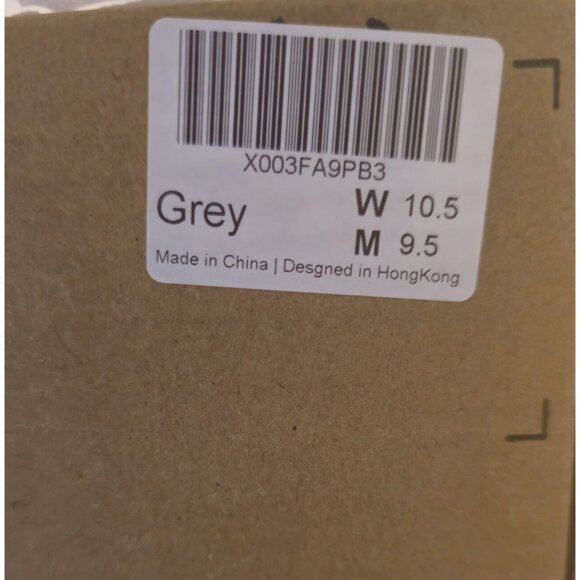 X003FA9PB3
Grey W 10.5
M 9.5
Made in China | Desgned in HongKong